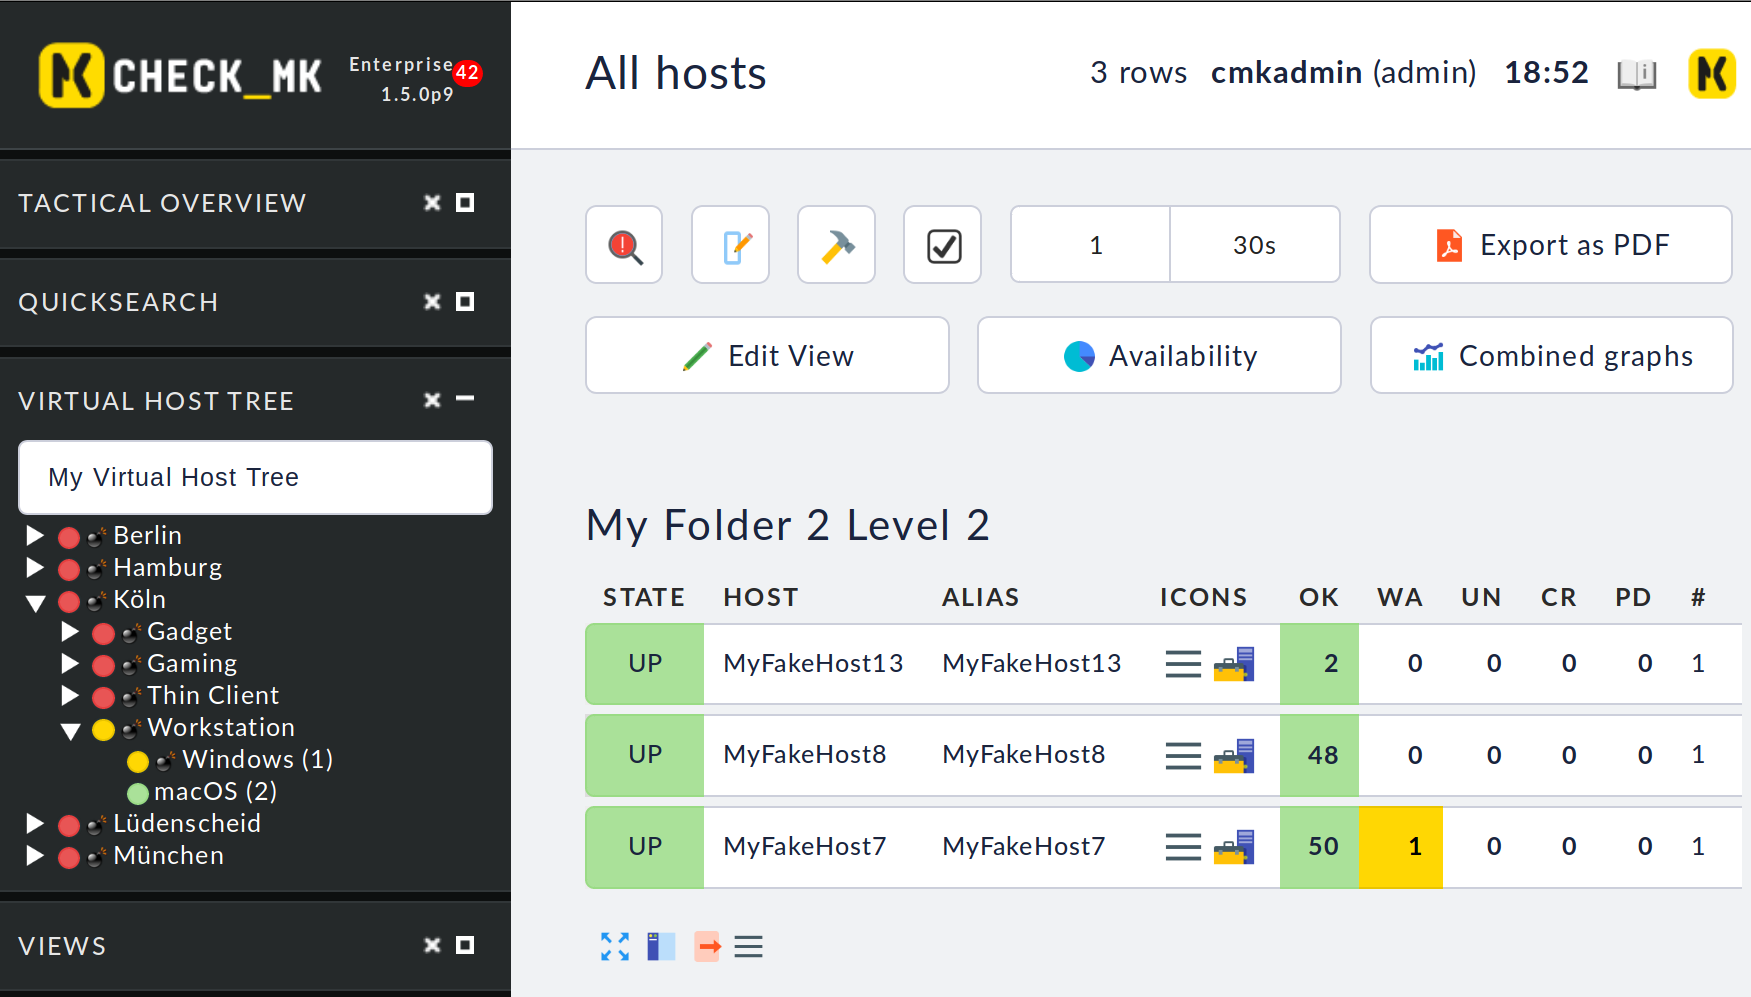 CHECK_MK
Enterprise 42
1.5.0p9
TACTICAL OVERVIEW
QUICKSEARCH
VIRTUAL HOST TREE
My Virtual Host Tree
Berlin
Hamburg
Köln
Gadget
Gaming
Thin Client
Workstation
Windows (1)
macOS (2)
Lüdenscheid
München
VIEWS
All hosts
3 rows cmkadmin (admin) 18:52
1 30s Export as PDF
Edit View Availability Combined graphs
My Folder 2 Level 2
STATE HOST ALIAS ICONS OK WA UN CR PD #
UP MyFakeHost13 MyFakeHost13 2 0 0 0 0 1
UP MyFakeHost8 MyFakeHost8 48 0 0 0 0 1
UP MyFakeHost7 MyFakeHost7 50 1 0 0 0 1